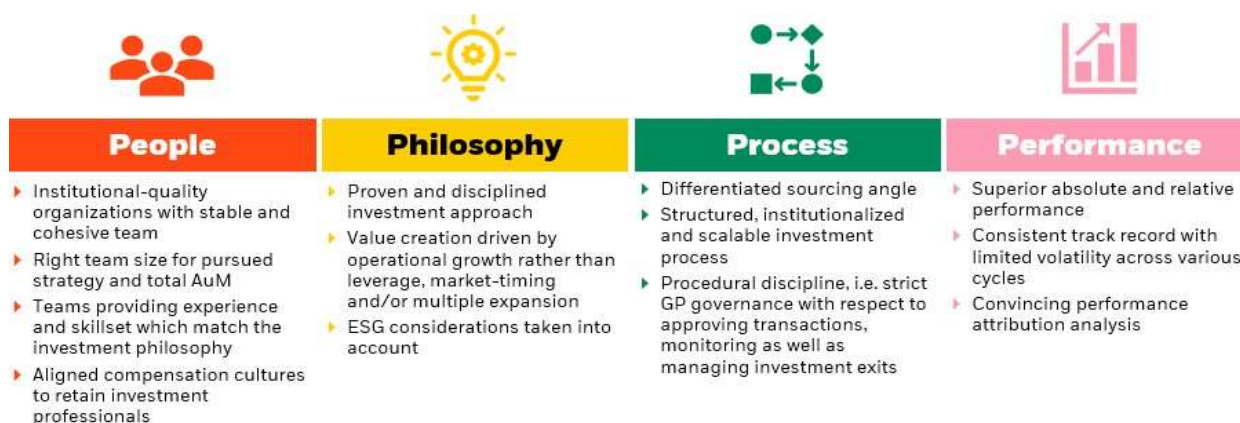 People
Institutional-quality
organizations with stable and
cohesive team
Right team size for pursued
strategy and total AuM
Teams providing experience
and skillset which match the
investment philosophy
Aligned compensation cultures
to retain investment
professionals
Philosophy
Proven and disciplined
investment approach
Value creation driven by
operational growth rather than
leverage, market-timing
and/or multiple expansion
ESG considerations taken into
account
Process
Differentiated sourcing angle
Structured, institutionalized
and scalable investment
process
Procedural discipline, i.e. strict
GP governance with respect to
approving transactions,
monitoring as well as
managing investment exits
Performance
Superior absolute and relative
performance
Consistent track record with
limited volatility across various
cycles
Convincing performance
attribution analysis